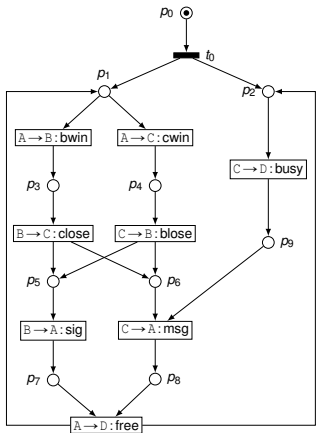 p0
t0
p1 p2
A→B:bwin A→C:cwin
C→D:busy
p3 p4
B→C:close C→B:blose
p9
p5 p6
B→A:sig C→A:msg
p7 p8
A→D:free